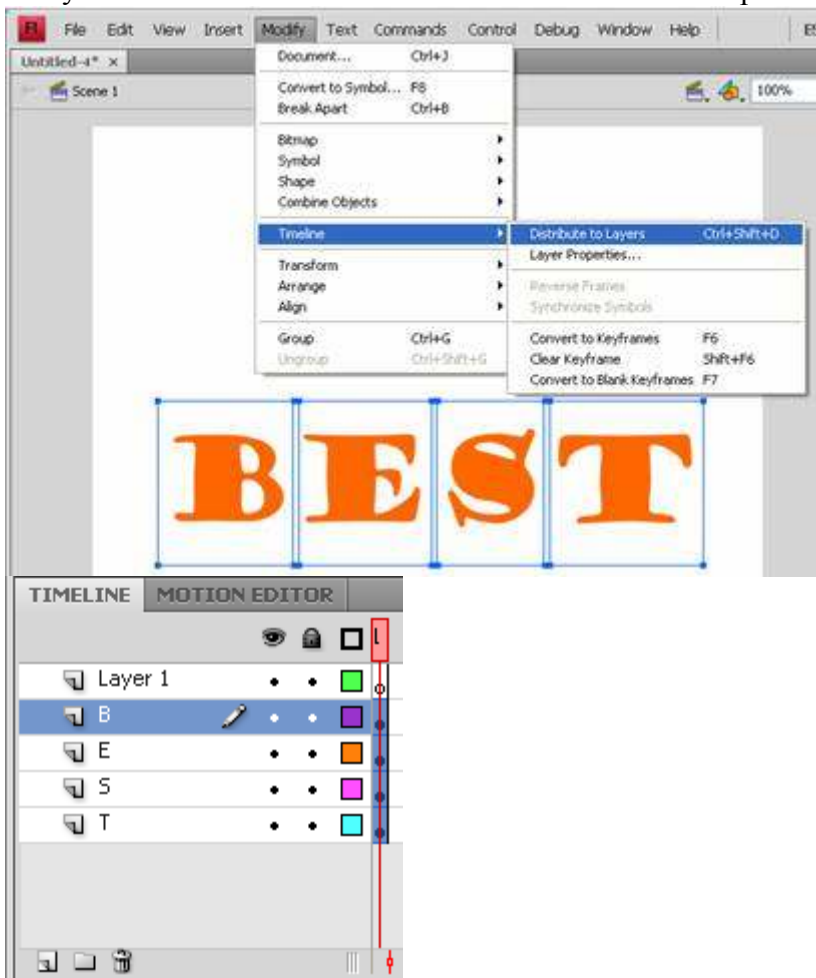 Fl File Edit View Insert Modify Text Commands Control Debug Window Help
Untitled-4* ×
Scene 1 100%
Document... Ctrl+J
Convert to Symbol... F8
Break Apart Ctrl+B
Bitmap
Symbol
Shape
Combine Objects
Timeline
Transform
Arrange
Align
Group Ctrl+G
Ungroup Ctrl+Shift+G
Distribute to Layers Ctrl+Shift+D
Layer Properties...
Reverse Frames
Synchronize Symbols
Convert to Keyframes F6
Clear Keyframe Shift+F6
Convert to Blank Keyframes F7
BEST
TIMELINE MOTION EDITOR
1
Layer 1
B
E
S
T